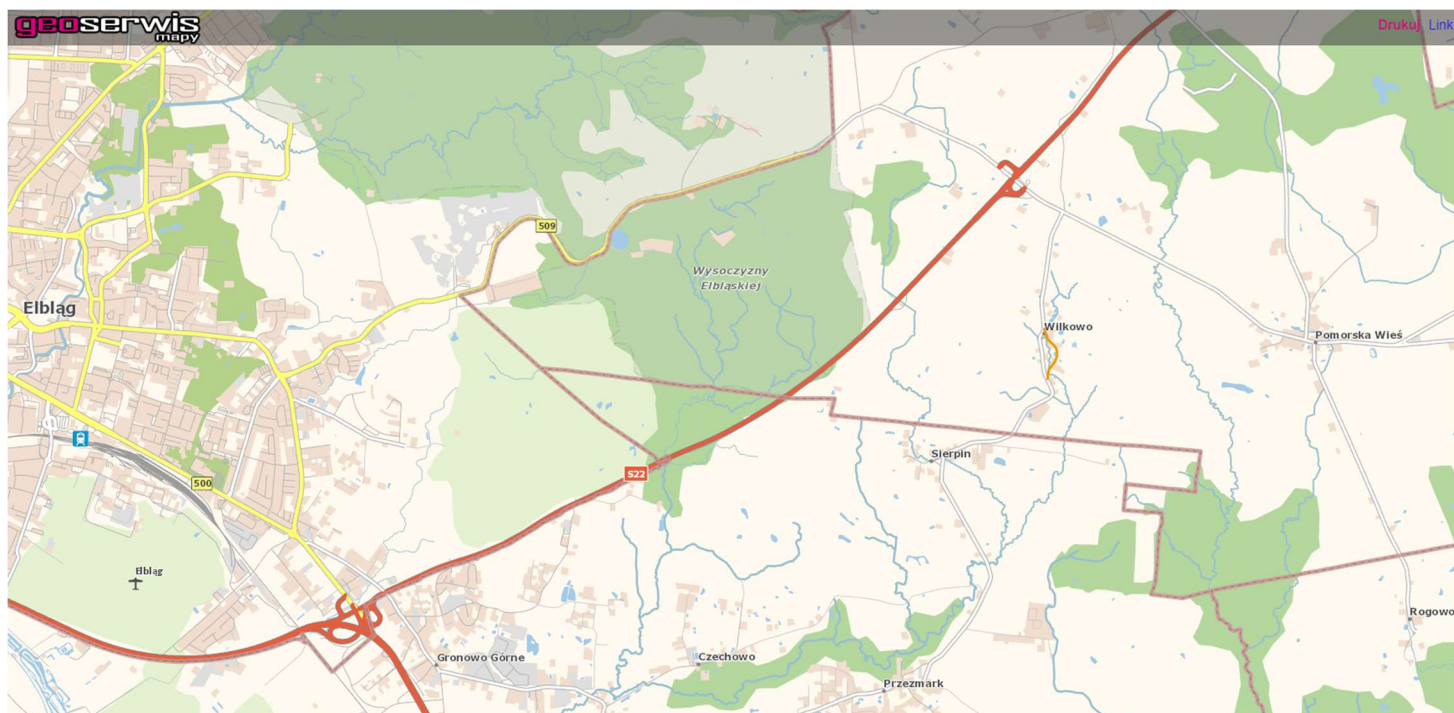 geoserwis
mapy
Drukuj Link
509
Wysoczyzny
Elbląskiej
Elbląg
Wilkowo
Pomorska Wieś
Sierpin
S22
500
Elbląg
Rogowo
Gronowo Górne
Czechowo
Przezmark